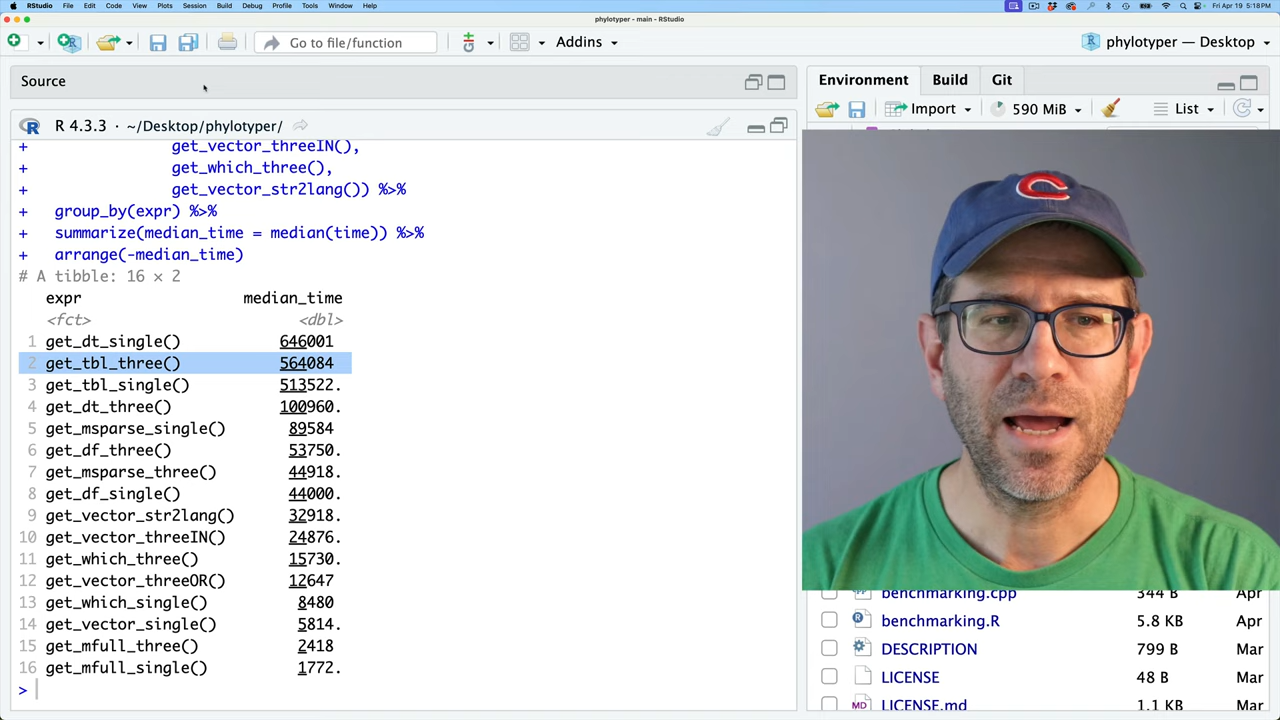 RStudio File Edit Code View Plots Session Build Debug Profile Tools Window Help Fri Apr 19 5:18PM
phylotyper - main - RStudio
Go to file/function Addins phylotyper — Desktop
Source
Environment Build Git
Import 590 MiB List
R 4.3.3 · ~/Desktop/phylotyper/
+ get_vector_threeIN(),
+ get_which_three(),
+ get_vector_str2lang()) %>%
+ group_by(expr) %>%
+ summarize(median_time = median(time)) %>%
+ arrange(-median_time)
# A tibble: 16 × 2
expr median_time
<fct> <dbl>
1 get_dt_single() 646001
2 get_tbl_three() 564084
3 get_tbl_single() 513522.
4 get_dt_three() 100960.
5 get_msparse_single() 89584
6 get_df_three() 53750.
7 get_msparse_three() 44918.
8 get_df_single() 44000.
9 get_vector_str2lang() 32918.
10 get_vector_threeIN() 24876.
11 get_which_three() 15730.
12 get_vector_threeOR() 12647
13 get_which_single() 8480
14 get_vector_single() 5814.
15 get_mfull_three() 2418
16 get_mfull_single() 1772.
>
C
benchmarking.cpp 344 B Apr
benchmarking.R 5.8 KB Apr
DESCRIPTION 799 B Mar
LICENSE 48 B Mar
LICENSE.md 1.1 KB Mar